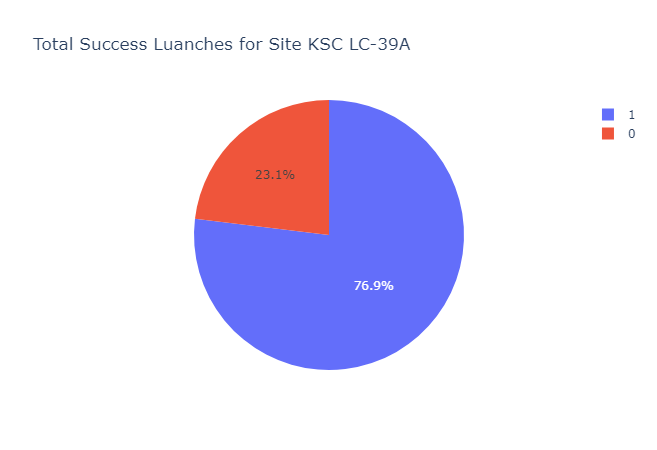 Total Success Luanches for Site KSC LC-39A
1
0
23.1%
76.9%